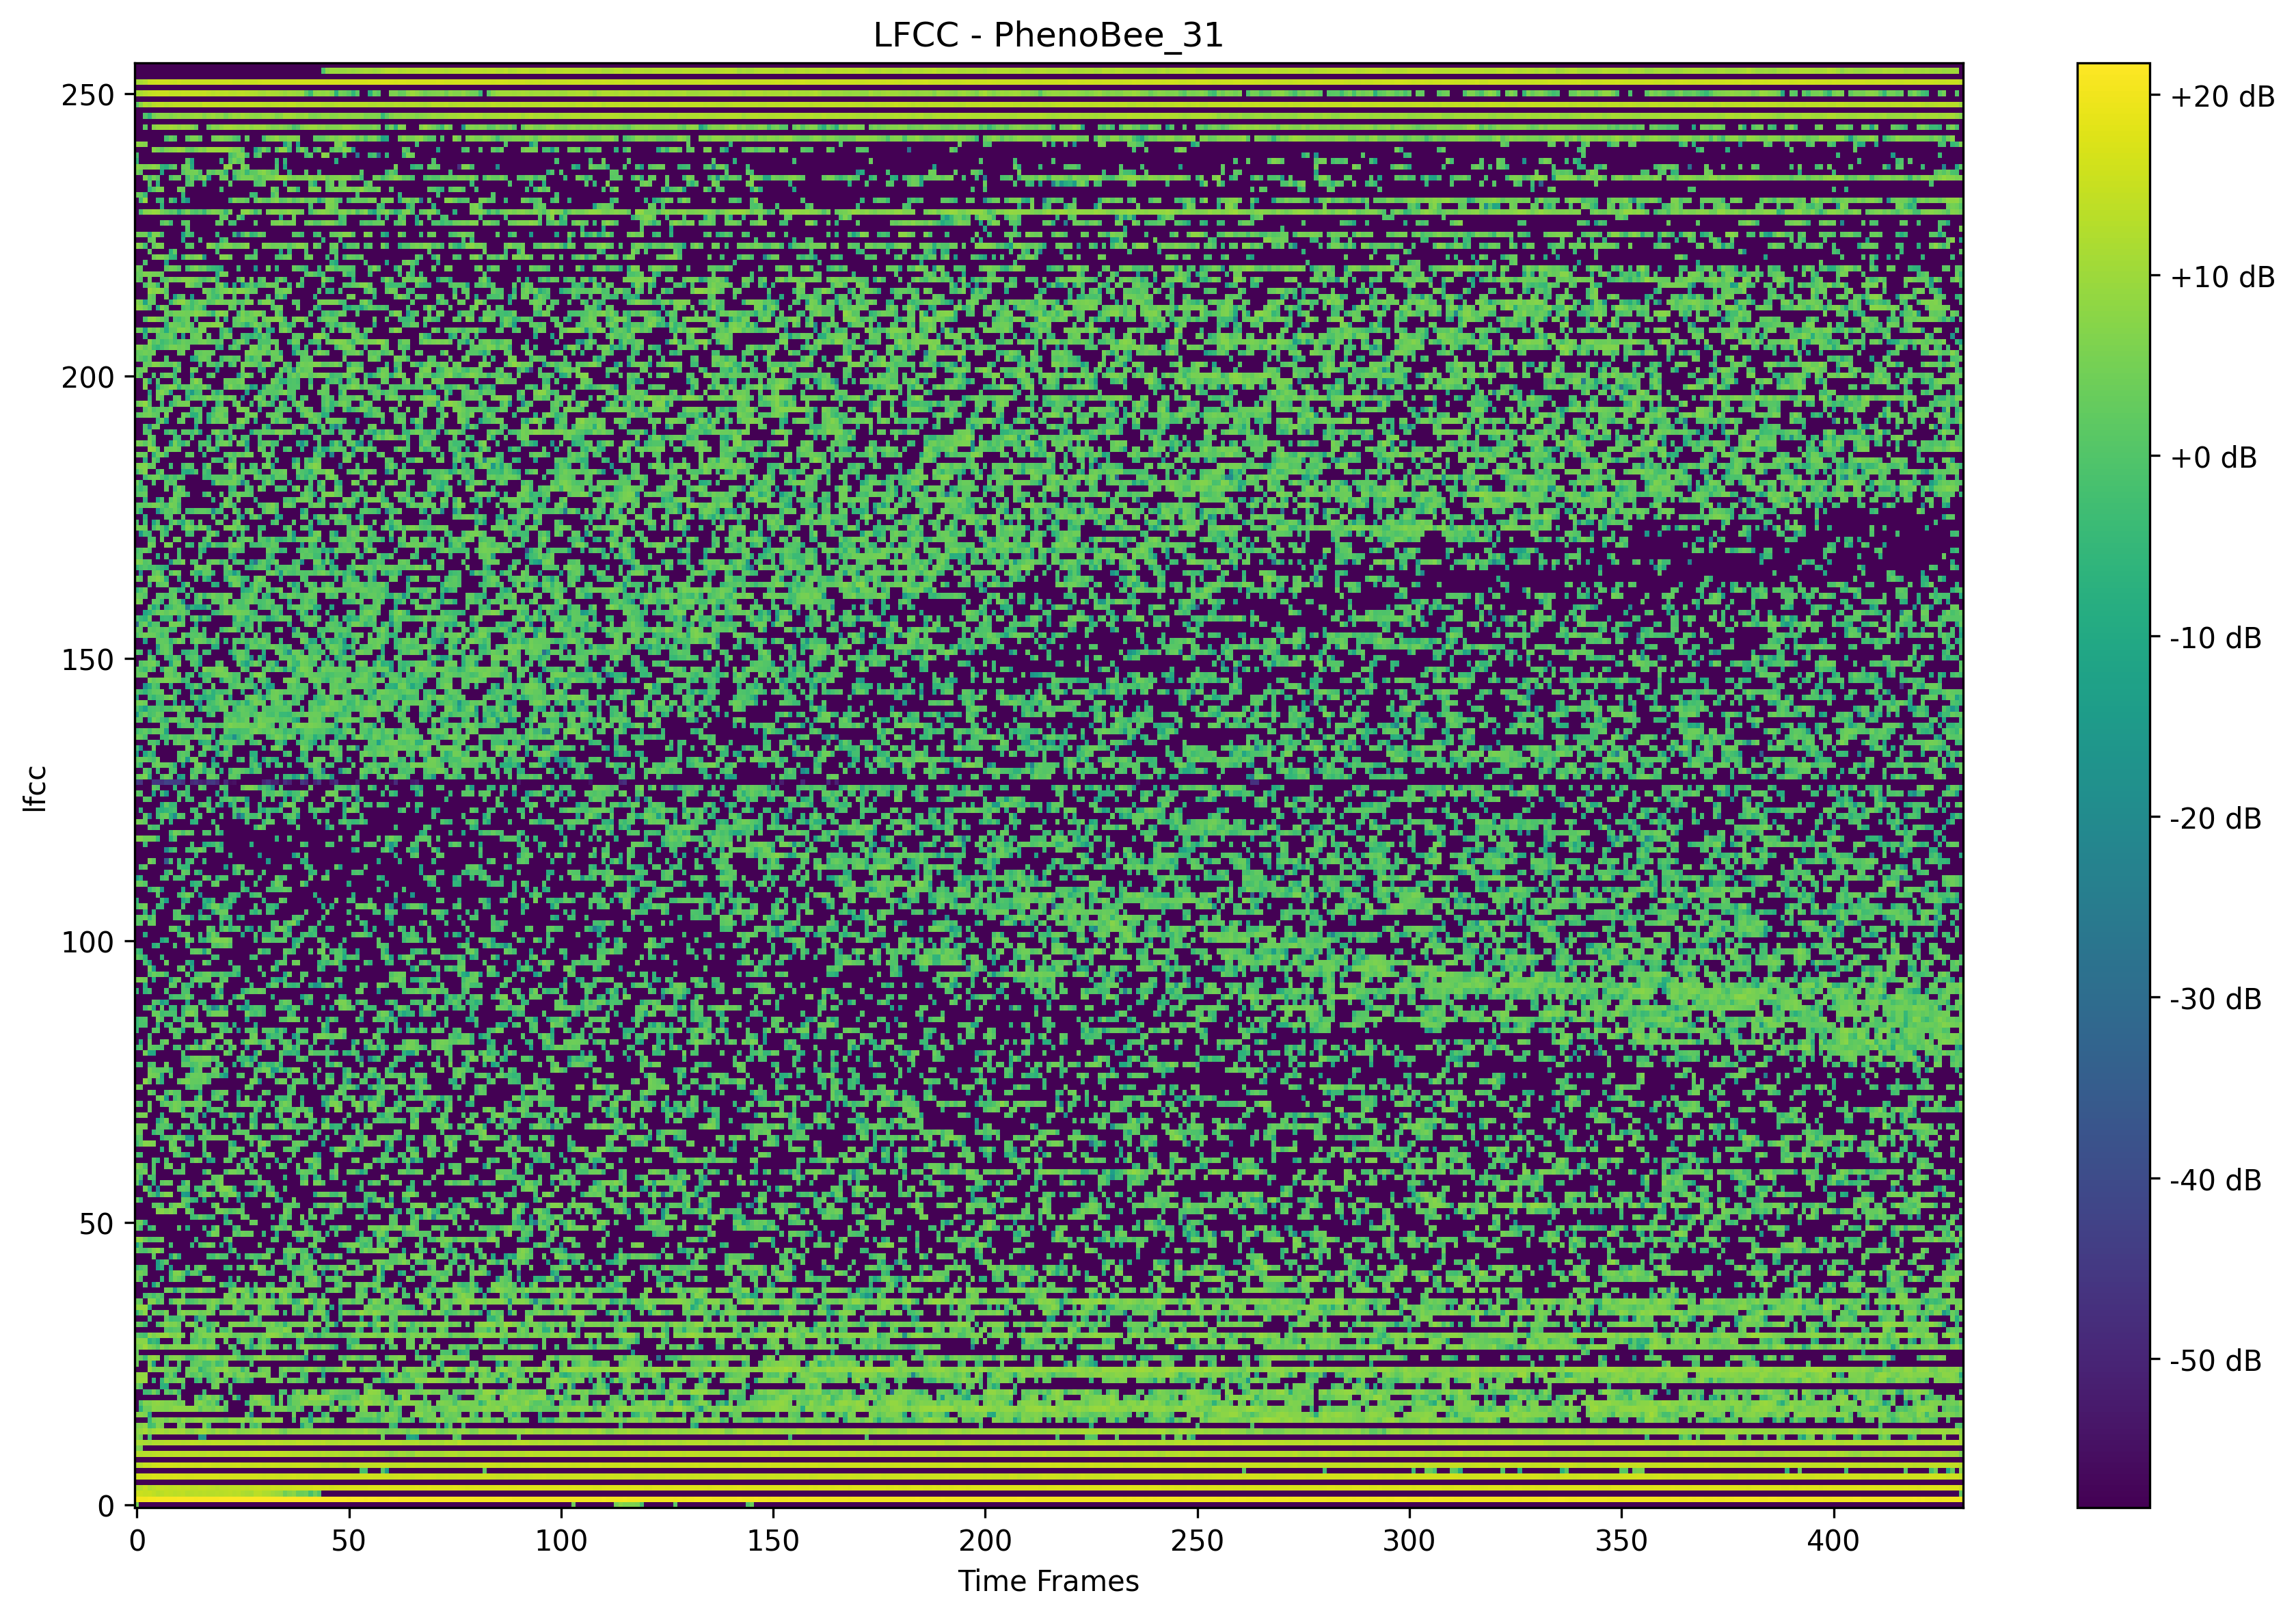 LFCC - PhenoBee_31
250
200
150
100
50
0
lfcc
0 50 100 150 200 250 300 350 400
Time Frames
+20 dB
+10 dB
+0 dB
-10 dB
-20 dB
-30 dB
-40 dB
-50 dB